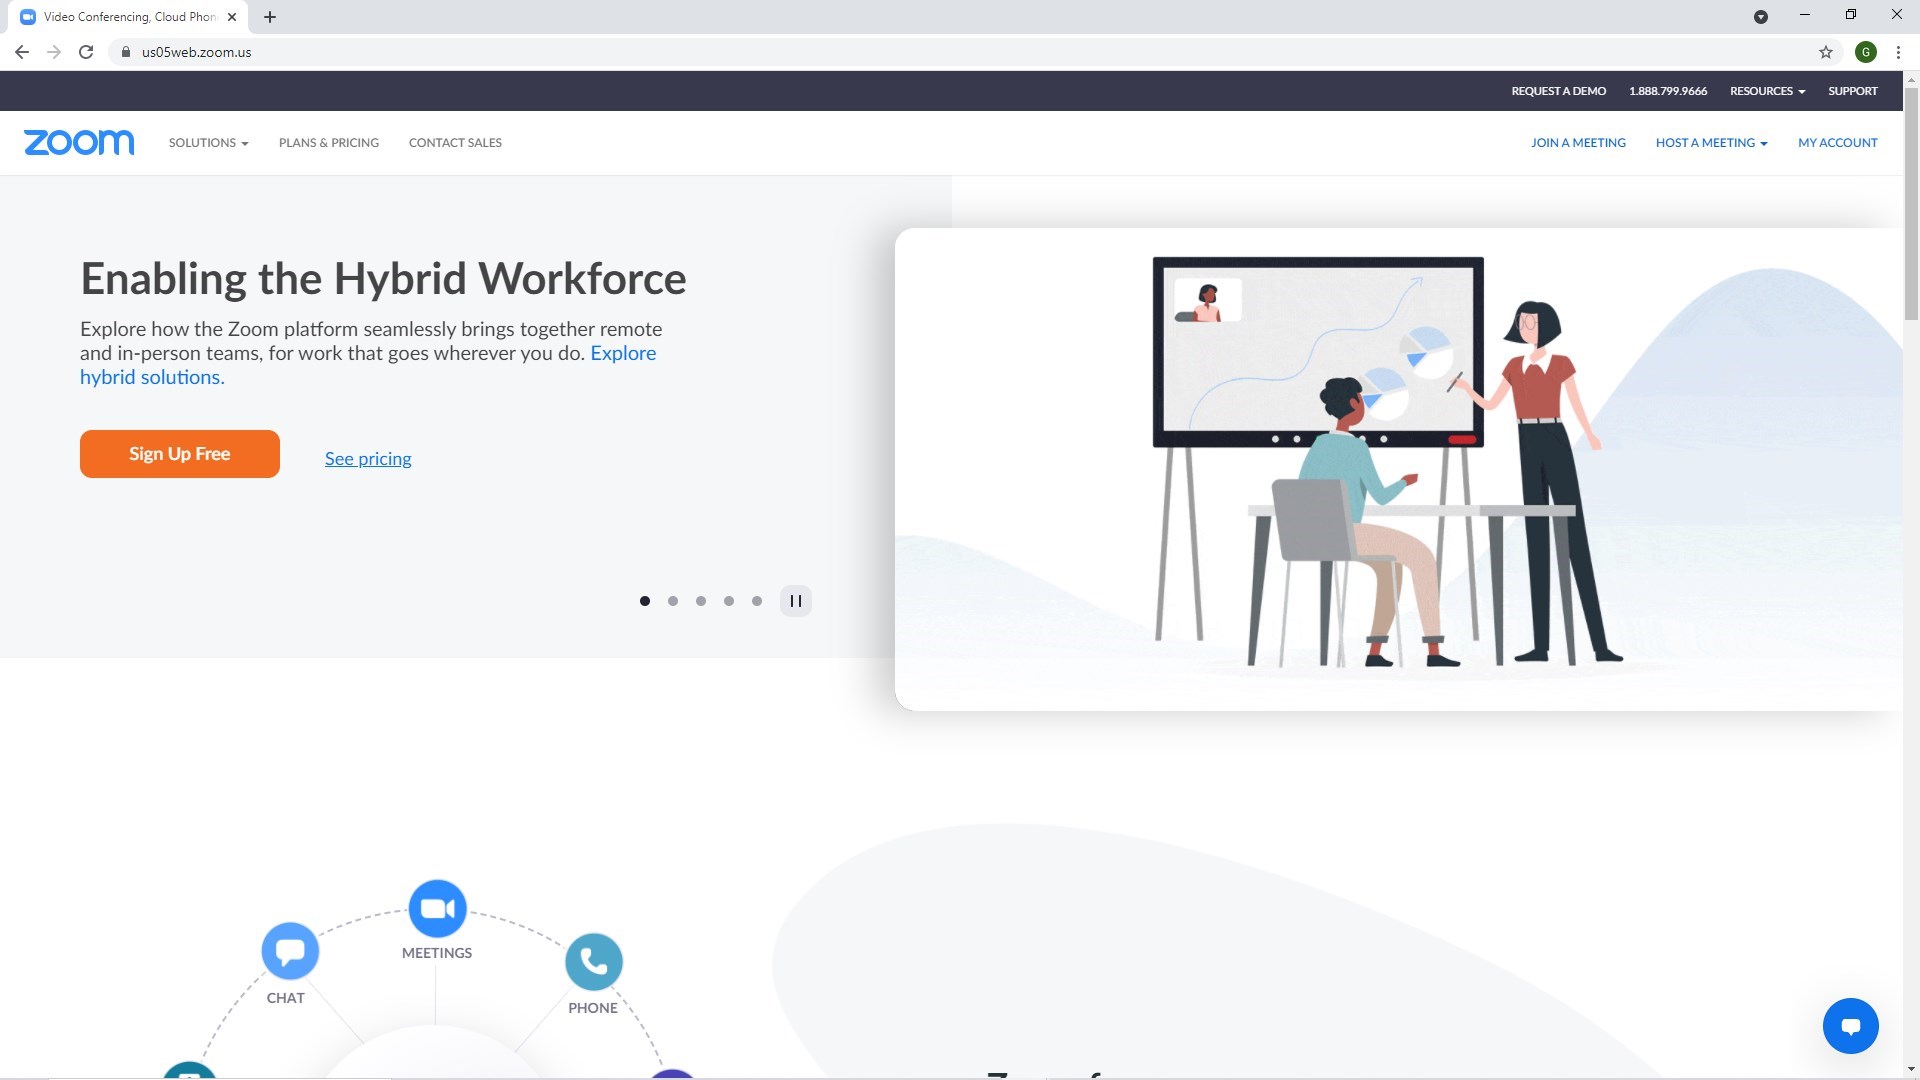 Video Conferencing, Cloud Phon
us05web.zoom.us
G
REQUEST A DEMO 1.888.799.9666 RESOURCES SUPPORT
zoom SOLUTIONS PLANS & PRICING CONTACT SALES JOIN A MEETING HOST A MEETING MY ACCOUNT
Enabling the Hybrid Workforce
Explore how the Zoom platform seamlessly brings together remote
and in-person teams, for work that goes wherever you do. Explore
hybrid solutions.
Sign Up Free See pricing
MEETINGS
CHAT
PHONE